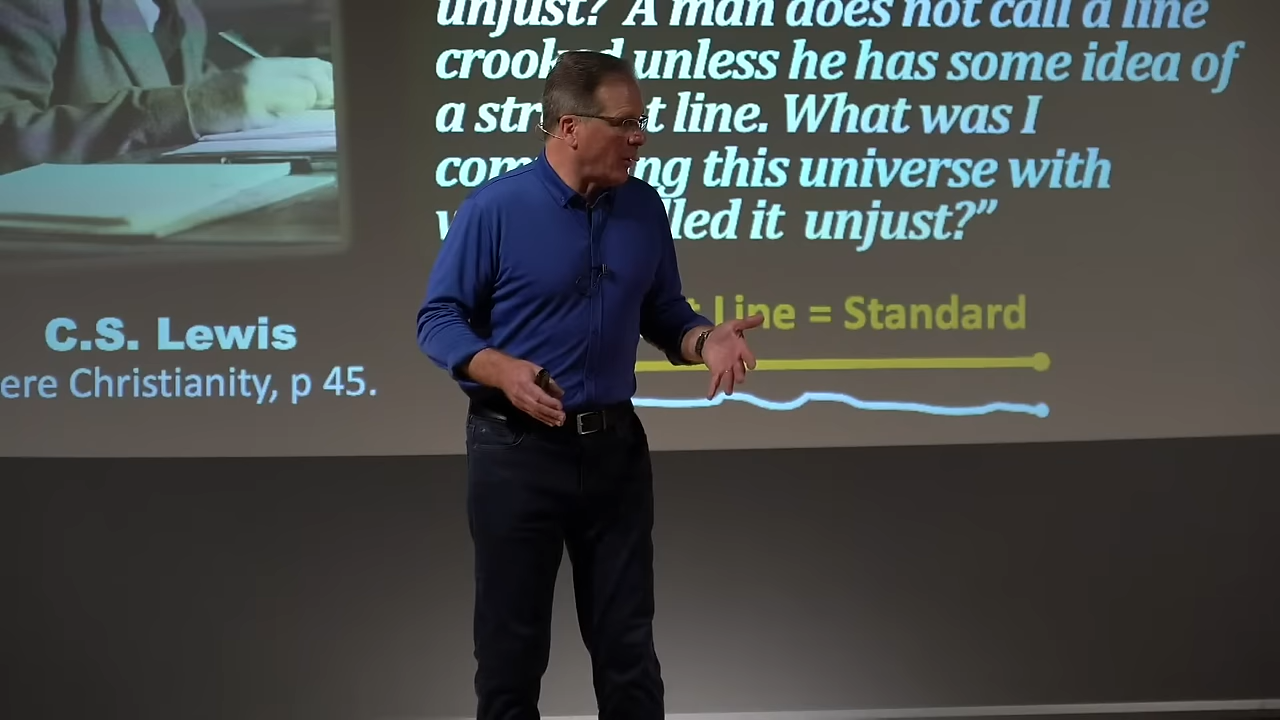 unjust? A man does not call a line
unless he has some idea of
a line. What was I
this universe with
it unjust?”
C.S. Lewis
Christianity, p 45.
Line = Standard